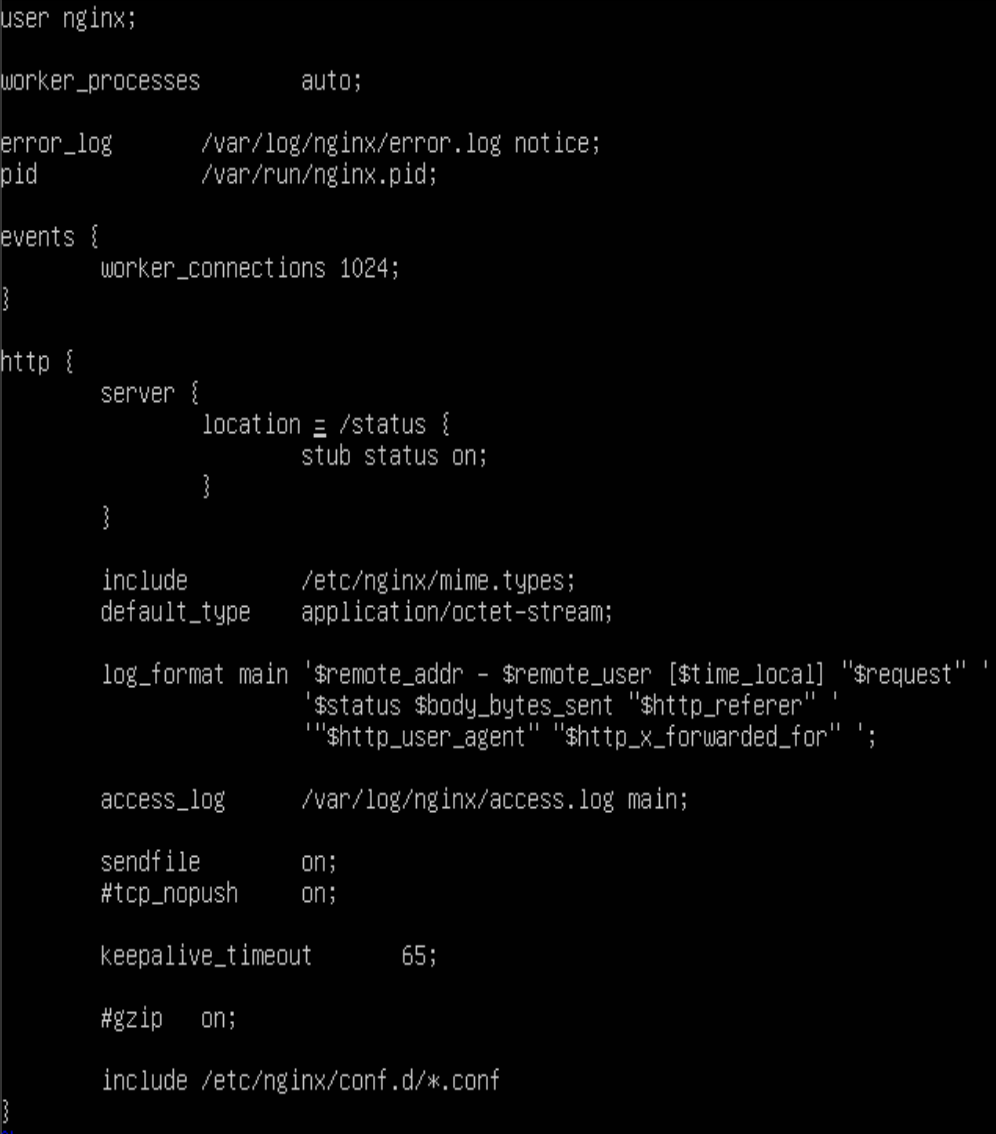 user nginx;
worker_processes auto;
error_log /var/log/nginx/error.log notice;
pid /var/run/nginx.pid;
events {
worker_connections 1024;
}
http {
server {
location = /status {
stub status on;
}
}
include /etc/nginx/mime.types;
default_type application/octet-stream;
log_format main '$remote_addr - $remote_user [$time_local] "$request" '
'$status $body_bytes_sent "$http_referer" '
'"$http_user_agent" "$http_x_forwarded_for" ';
access_log /var/log/nginx/access.log main;
sendfile on;
#tcp_nopush on;
keepalive_timeout 65;
#gzip on;
include /etc/nginx/conf.d/*.conf
}